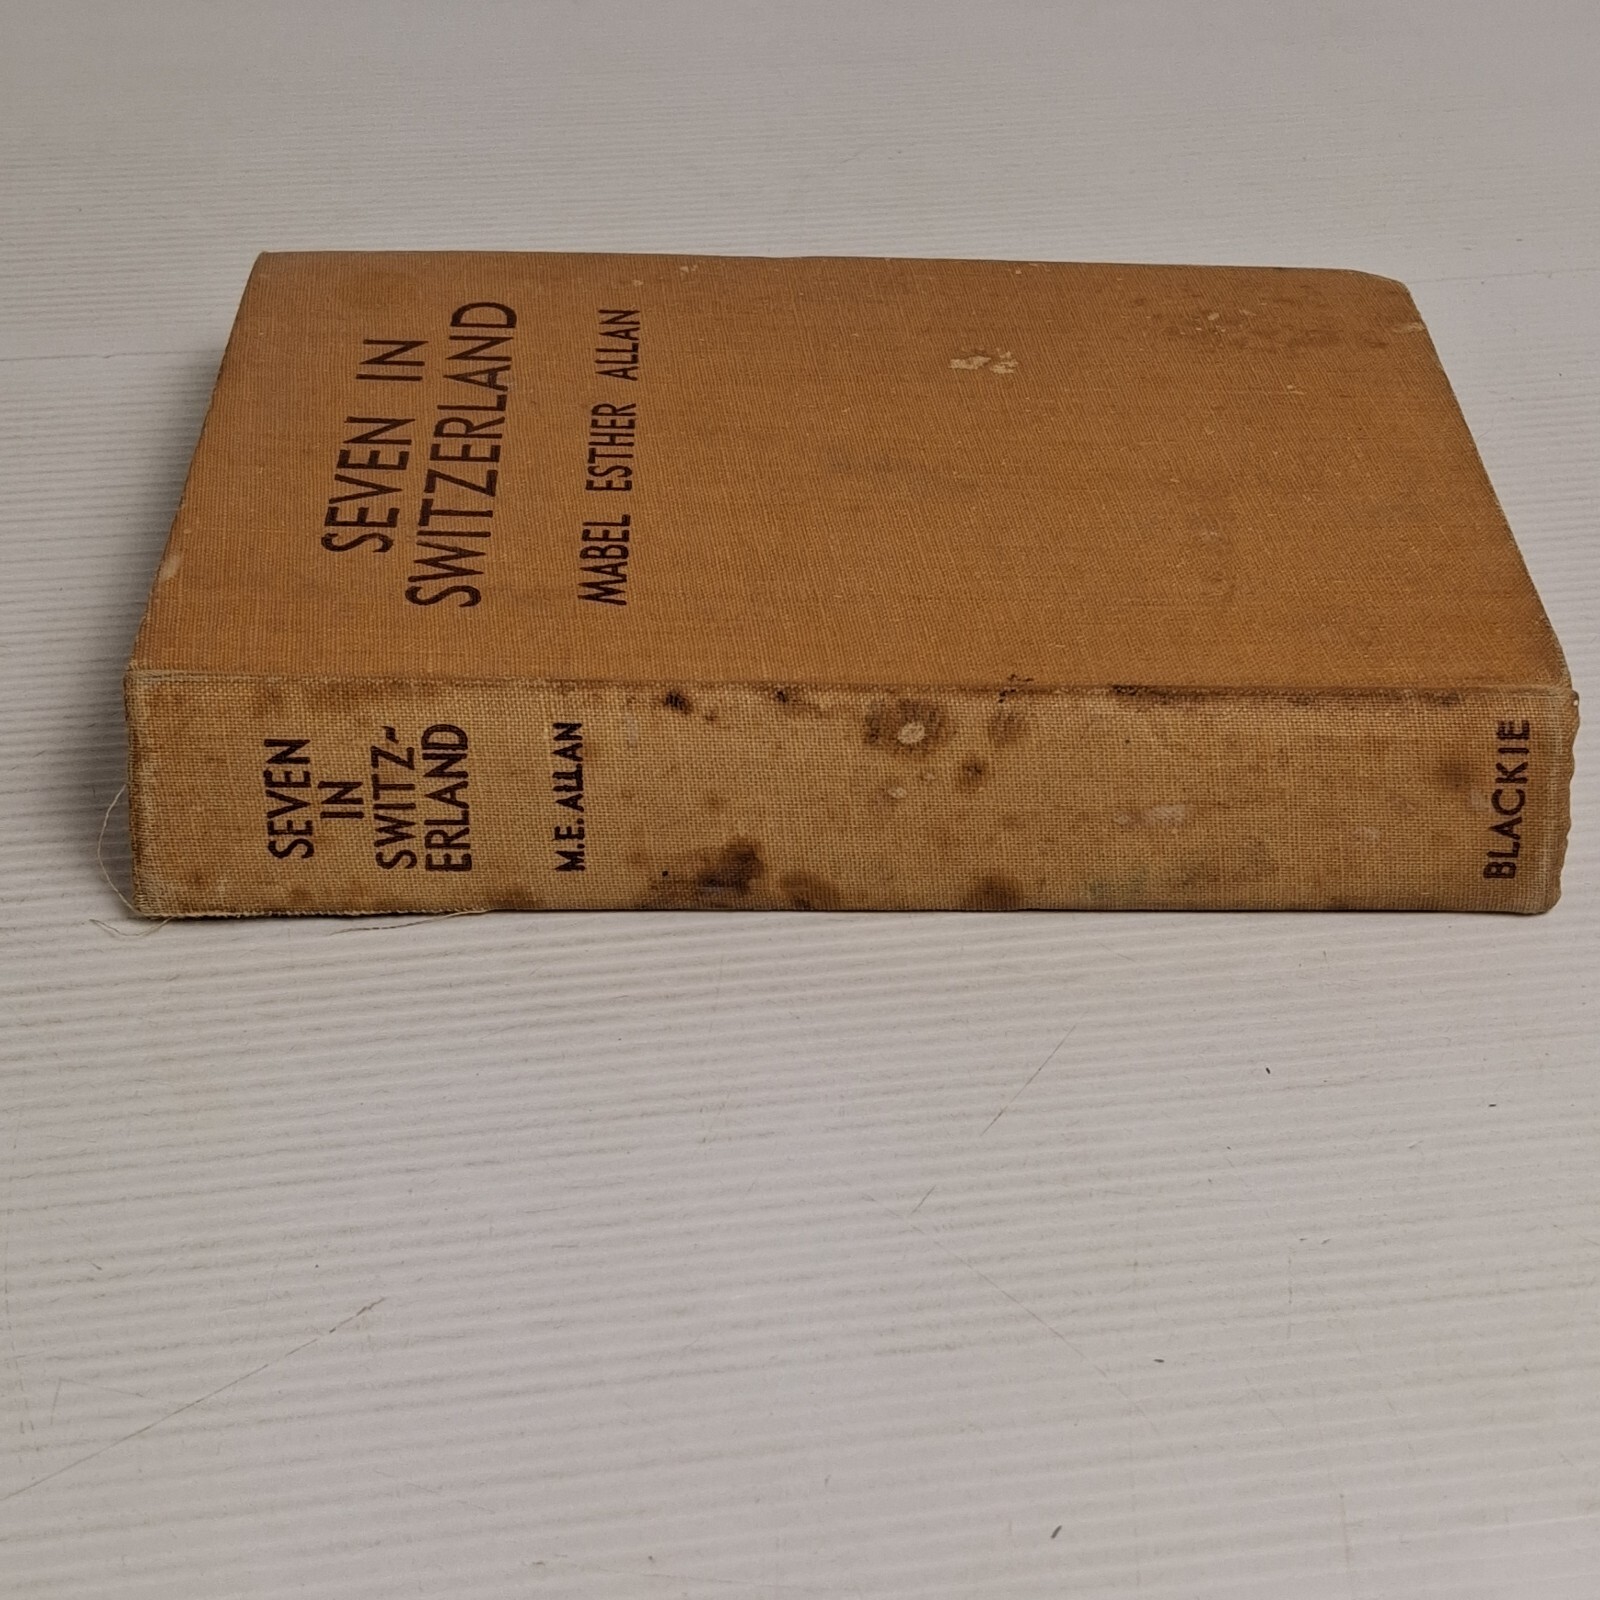 SEVEN IN
SWITZERLAND
MABEL ESTHER ALLAN
SEVEN
IN
SWITZ-
ERLAND
M.E. ALLAN
BLACKIE